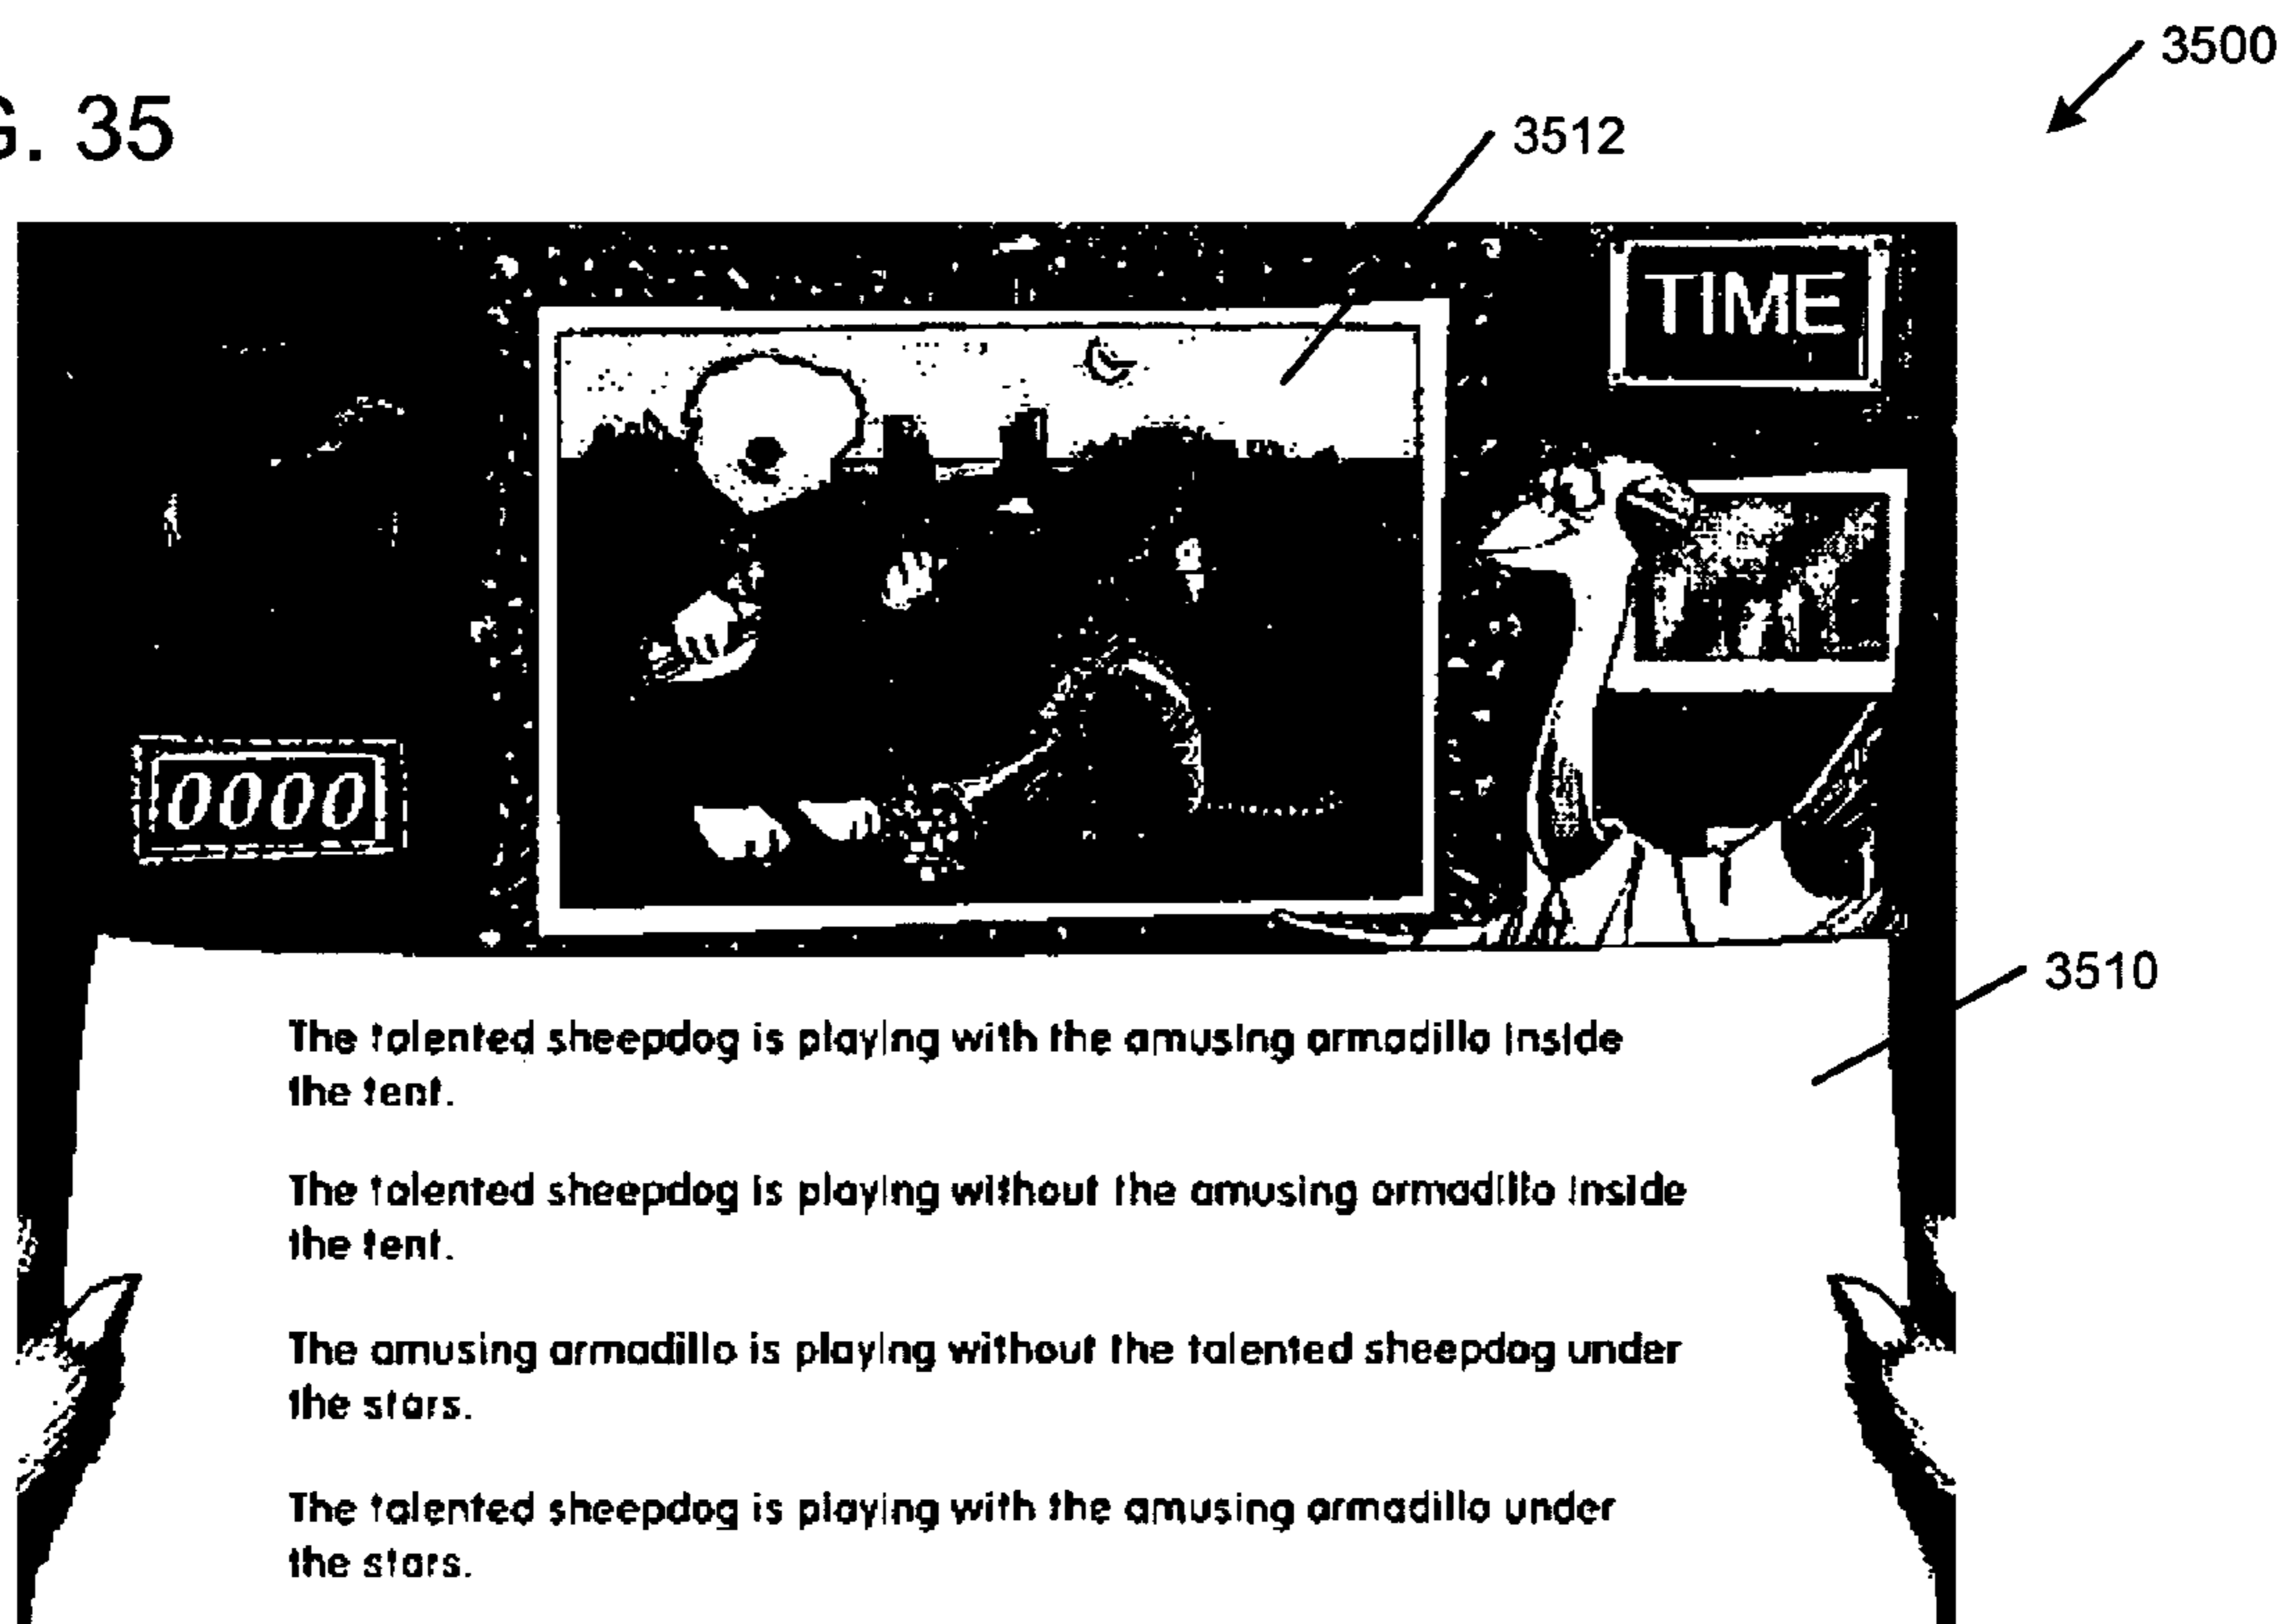 3500
G. 35
3512
TIME
0000
3510
The talented sheepdog is playing with the amusing armadillo inside
the tent.
The talented sheepdog is playing without the amusing armadillo inside
the tent.
The amusing armadillo is playing without the talented sheepdog under
the stars.
The talented sheepdog is playing with the amusing armadillo under
the stars.